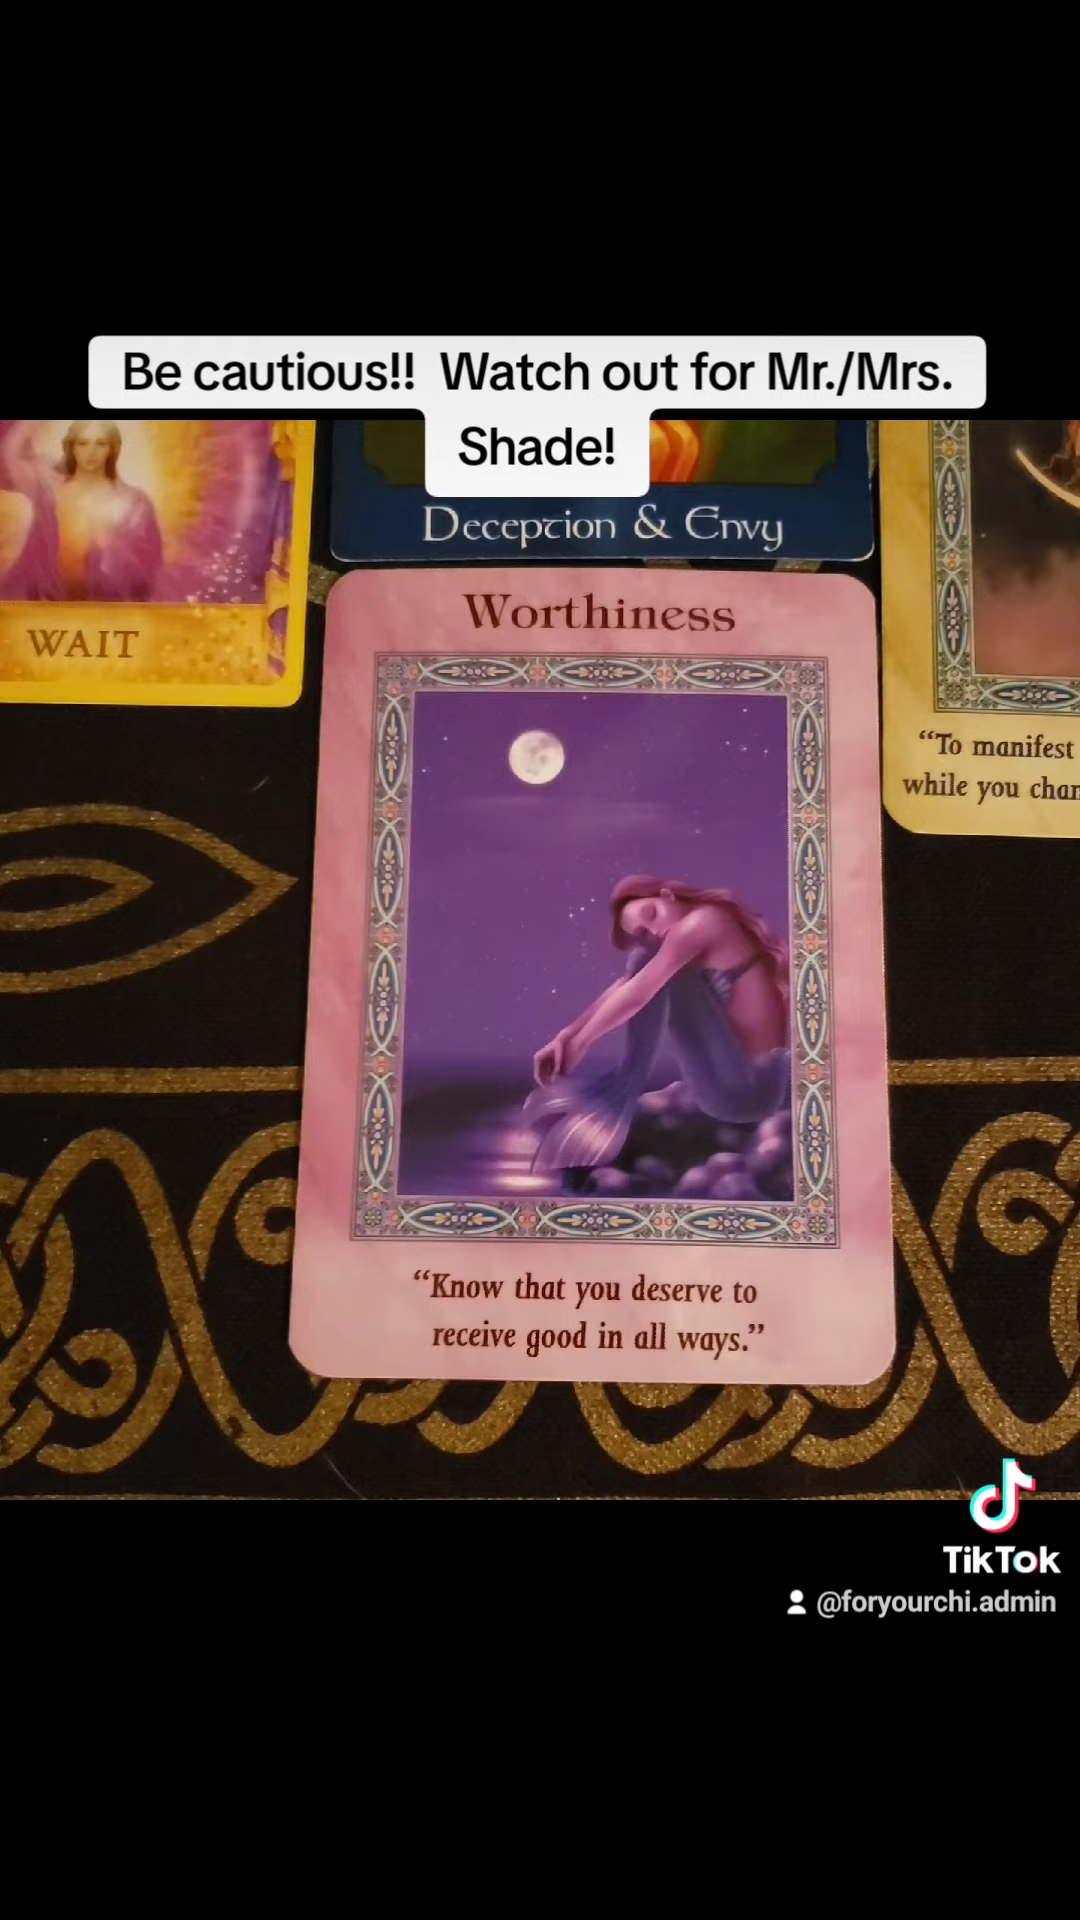 Be cautious!! Watch out for Mr./Mrs.
Shade!
Deception & Envy
WAIT
Worthiness
“To manifest
while you chan
“Know that you deserve to
receive good in all ways.”
TikTok
@foryourchi.admin